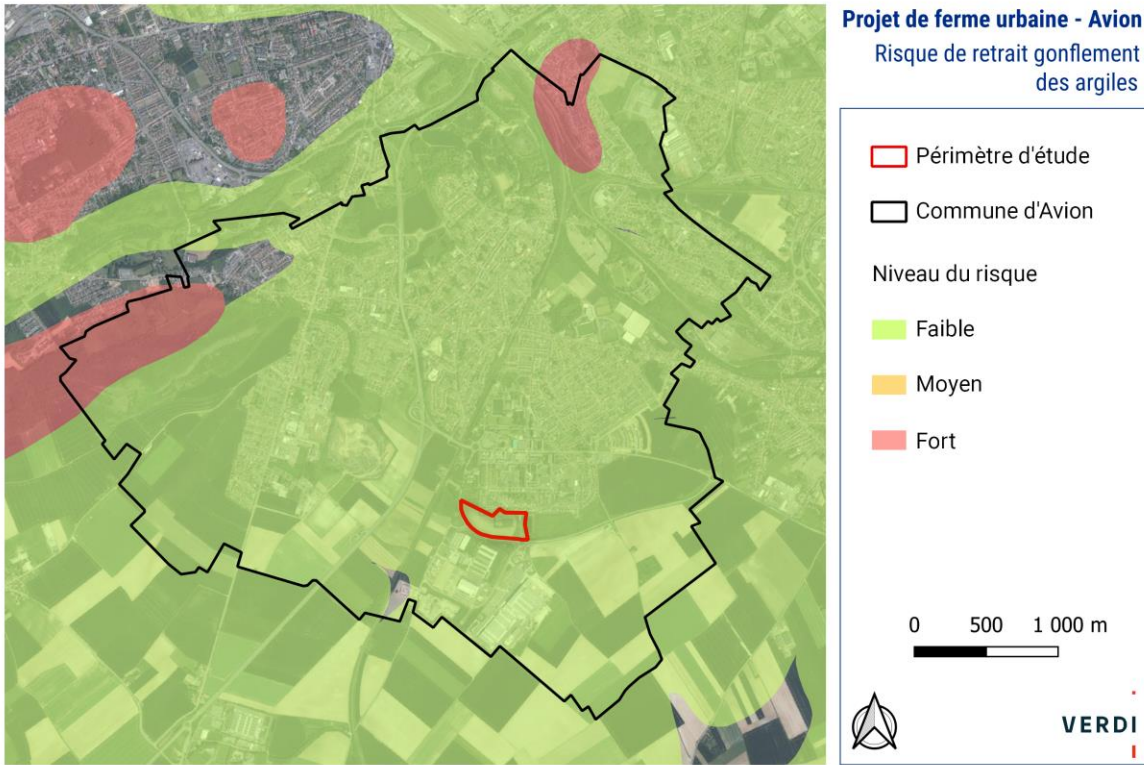 Projet de ferme urbaine - Avion
Risque de retrait gonflement
des argiles
Périmètre d'étude
Commune d'Avion
Niveau du risque
Faible
Moyen
Fort
0 500 1 000 m
VERDI